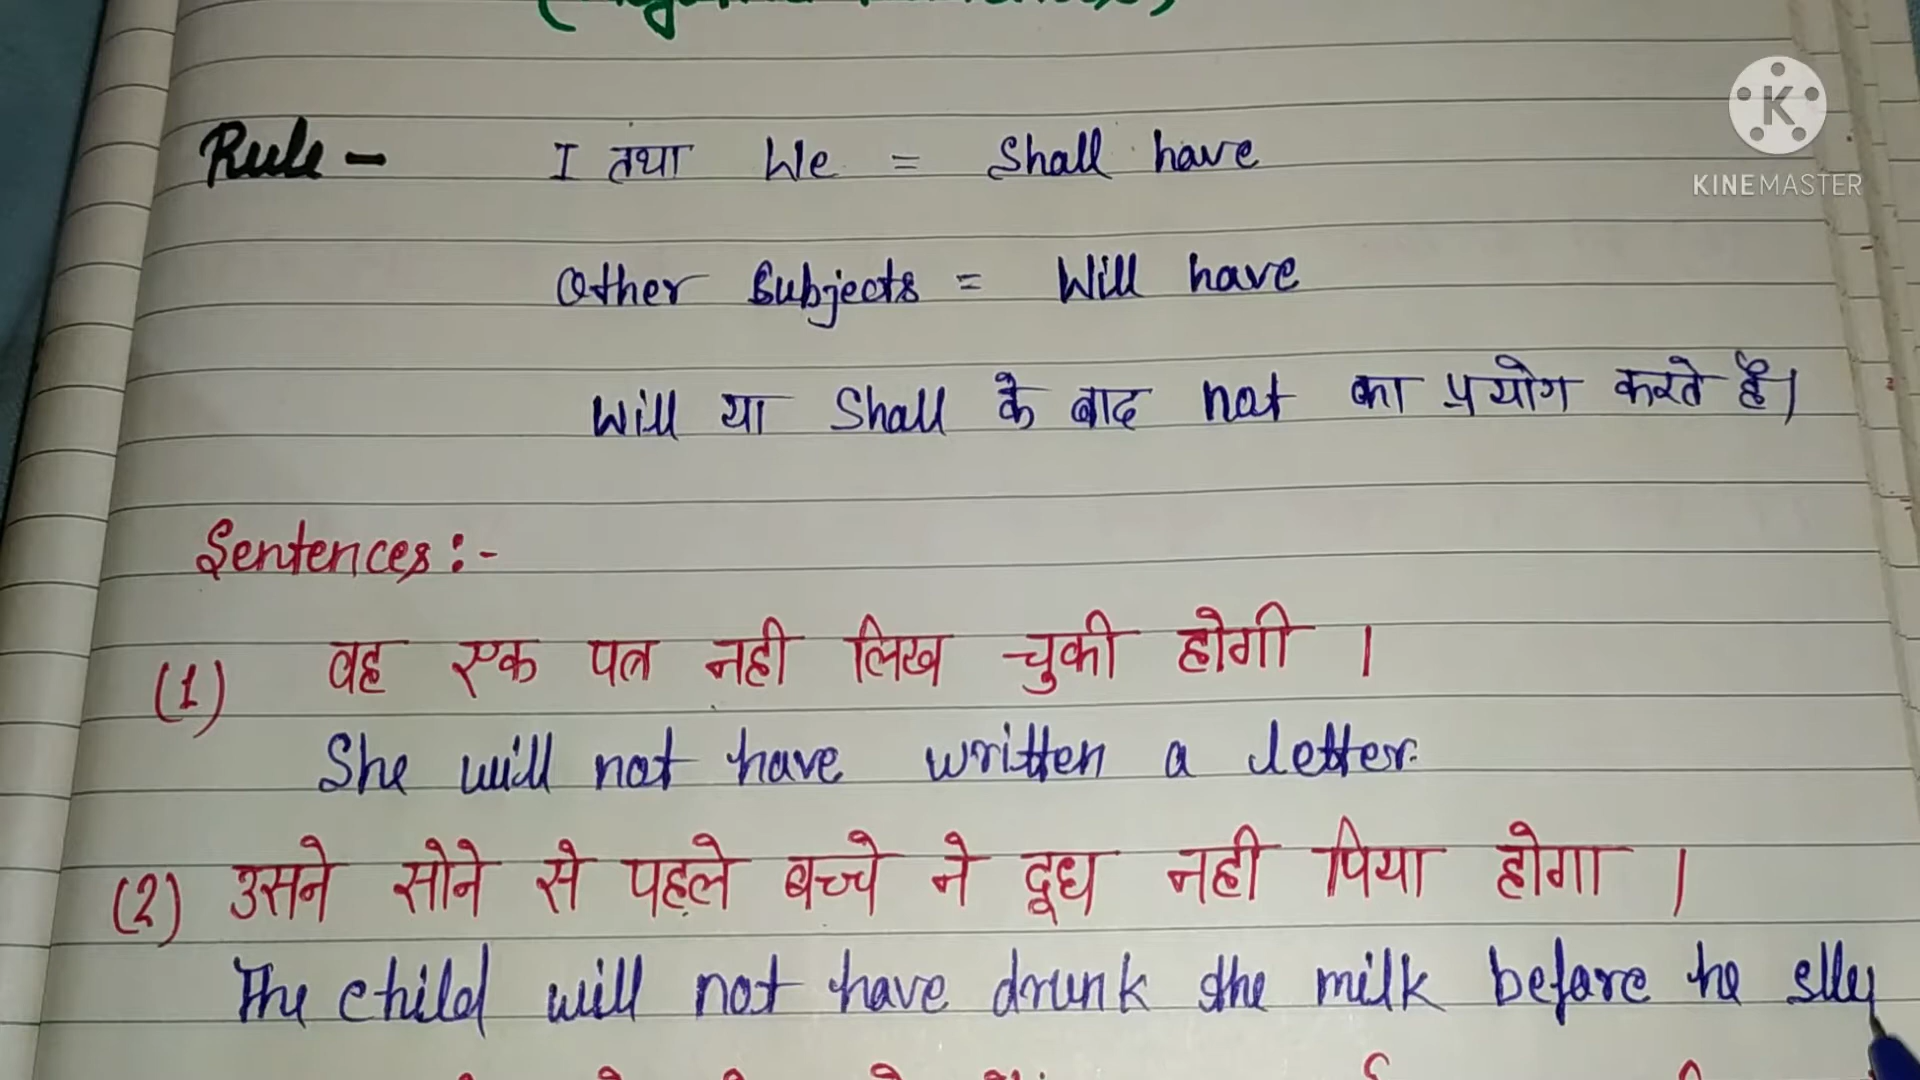 Rule - I तथा We = Shall have
KINEMASTER
Other Subjects = Will have
Will या Shall के बाद not का प्रयोग करते हैं।
Sentences:-
(1) वह एक पत्र नही लिख चुकी होगी ।
She will not have written a letter.
(2) उसने सोने से पहले बच्चे ने दूध नही पिया होगा ।
The child will not have drunk the milk before he